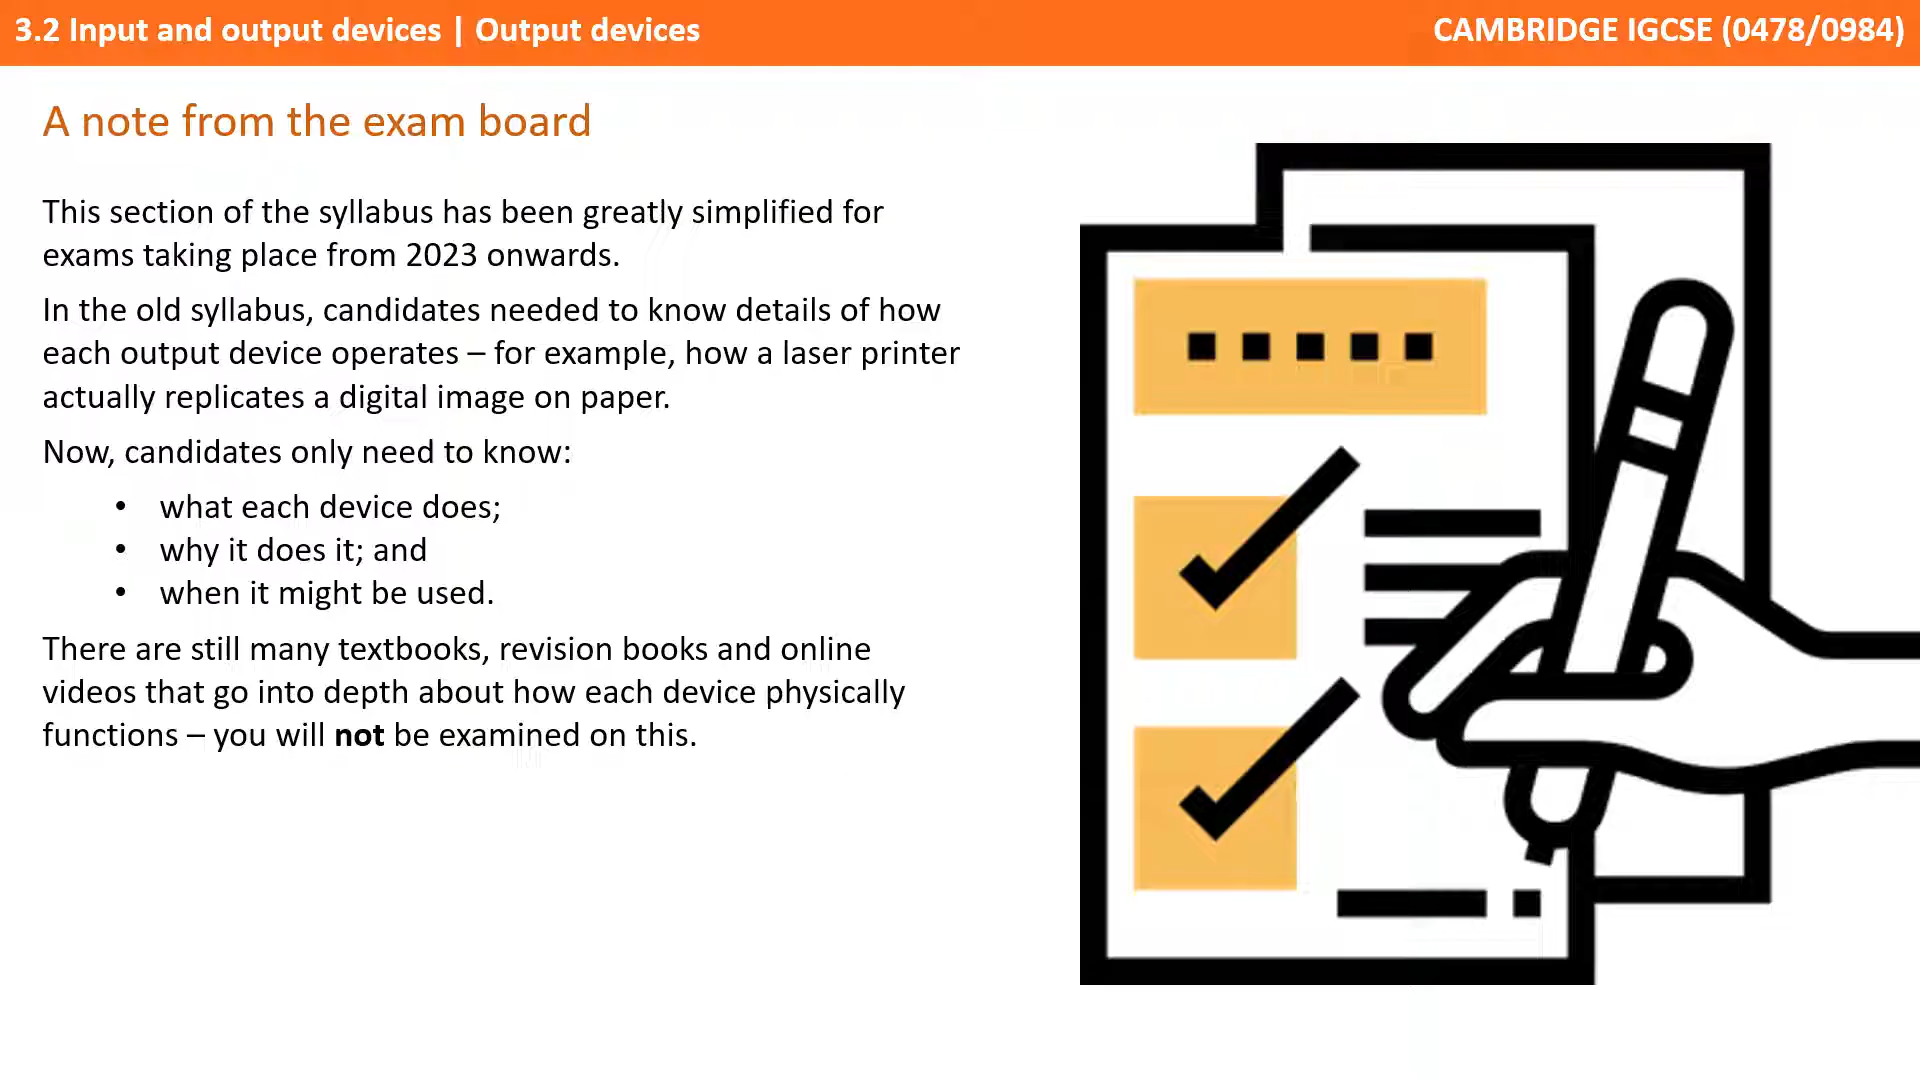 3.2 Input and output devices | Output devices
CAMBRIDGE IGCSE (0478/0984)
A note from the exam board
This section of the syllabus has been greatly simplified for
exams taking place from 2023 onwards.
In the old syllabus, candidates needed to know details of how
each output device operates – for example, how a laser printer
actually replicates a digital image on paper.
Now, candidates only need to know:
• what each device does;
• why it does it; and
• when it might be used.
There are still many textbooks, revision books and online
videos that go into depth about how each device physically
functions – you will not be examined on this.